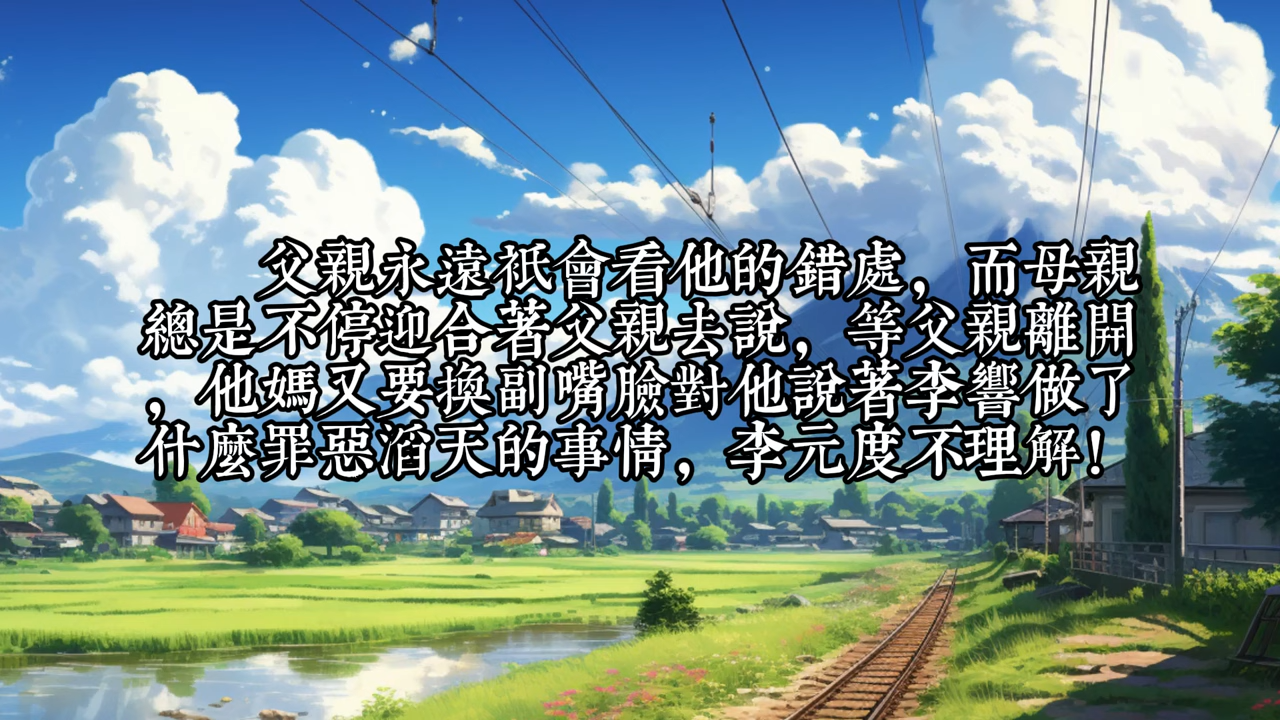 父親永遠衹會看他的錯處，而母親
總是不停迎合著父親去說，等父親離開
，他媽又要換副嘴臉對他說著李響做了
什麼罪惡滔天的事情，李元度不理解！